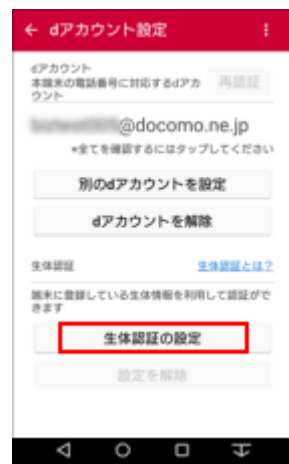 dアカウント設定
dアカウント
本端末の電話番号に対応するdアカ
ウント
再認証
@docomo.ne.jp
*全てを確認するにはタップしてください
別のdアカウントを設定
dアカウントを解除
生体認証
生体認証とは?
端末に登録している生体情報を利用して認証がで
きます
生体認証の設定
設定を解除